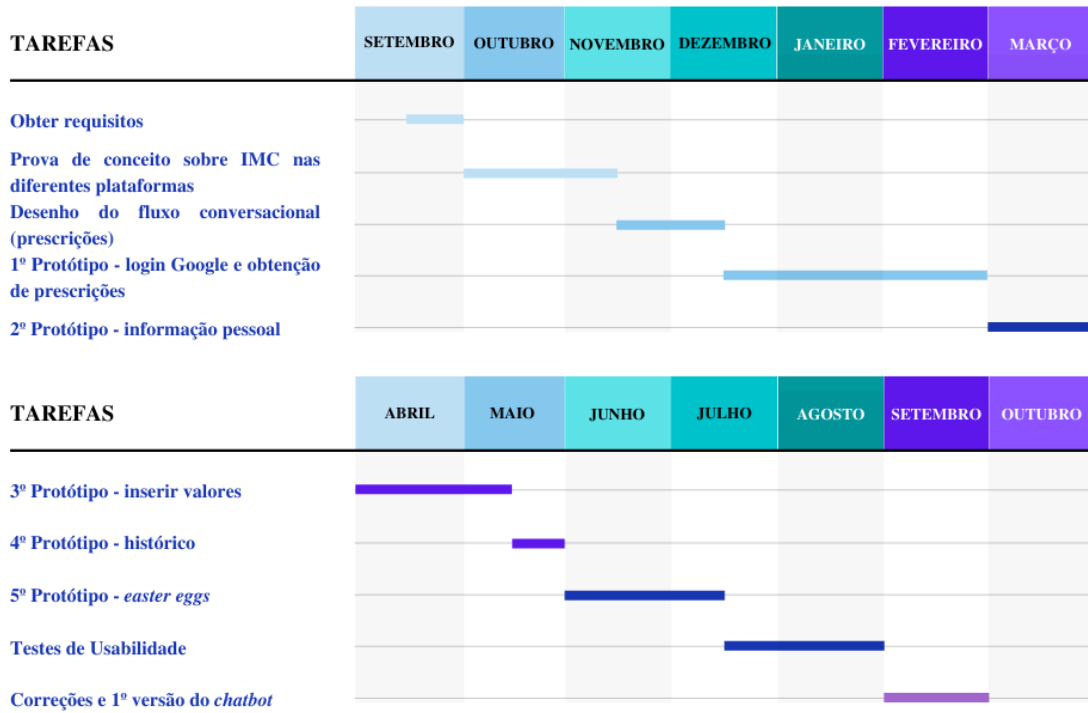 TAREFAS
SETEMBRO OUTUBRO NOVEMBRO DEZEMBRO JANEIRO FEVEREIRO MARÇO
Obter requisitos
Prova de conceito sobre IMC nas
diferentes plataformas
Desenho do fluxo conversacional
(prescrições)
1º Protótipo - login Google e obtenção
de prescrições
2º Protótipo - informação pessoal
TAREFAS
ABRIL MAIO JUNHO JULHO AGOSTO SETEMBRO OUTUBRO
3º Protótipo - inserir valores
4º Protótipo - histórico
5º Protótipo - easter eggs
Testes de Usabilidade
Correções e 1º versão do chatbot